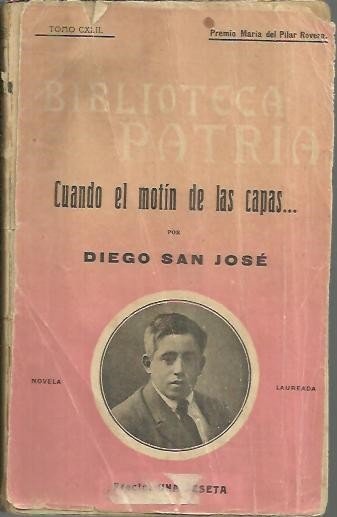 TOMO CXLII.
Premio María del Pilar Rovera.
BIBLIOTECA
PATRIA
Cuando el motín de las capas...
POR
DIEGO SAN JOSÉ
NOVELA
LAUREADA
Precio: UNA PESETA